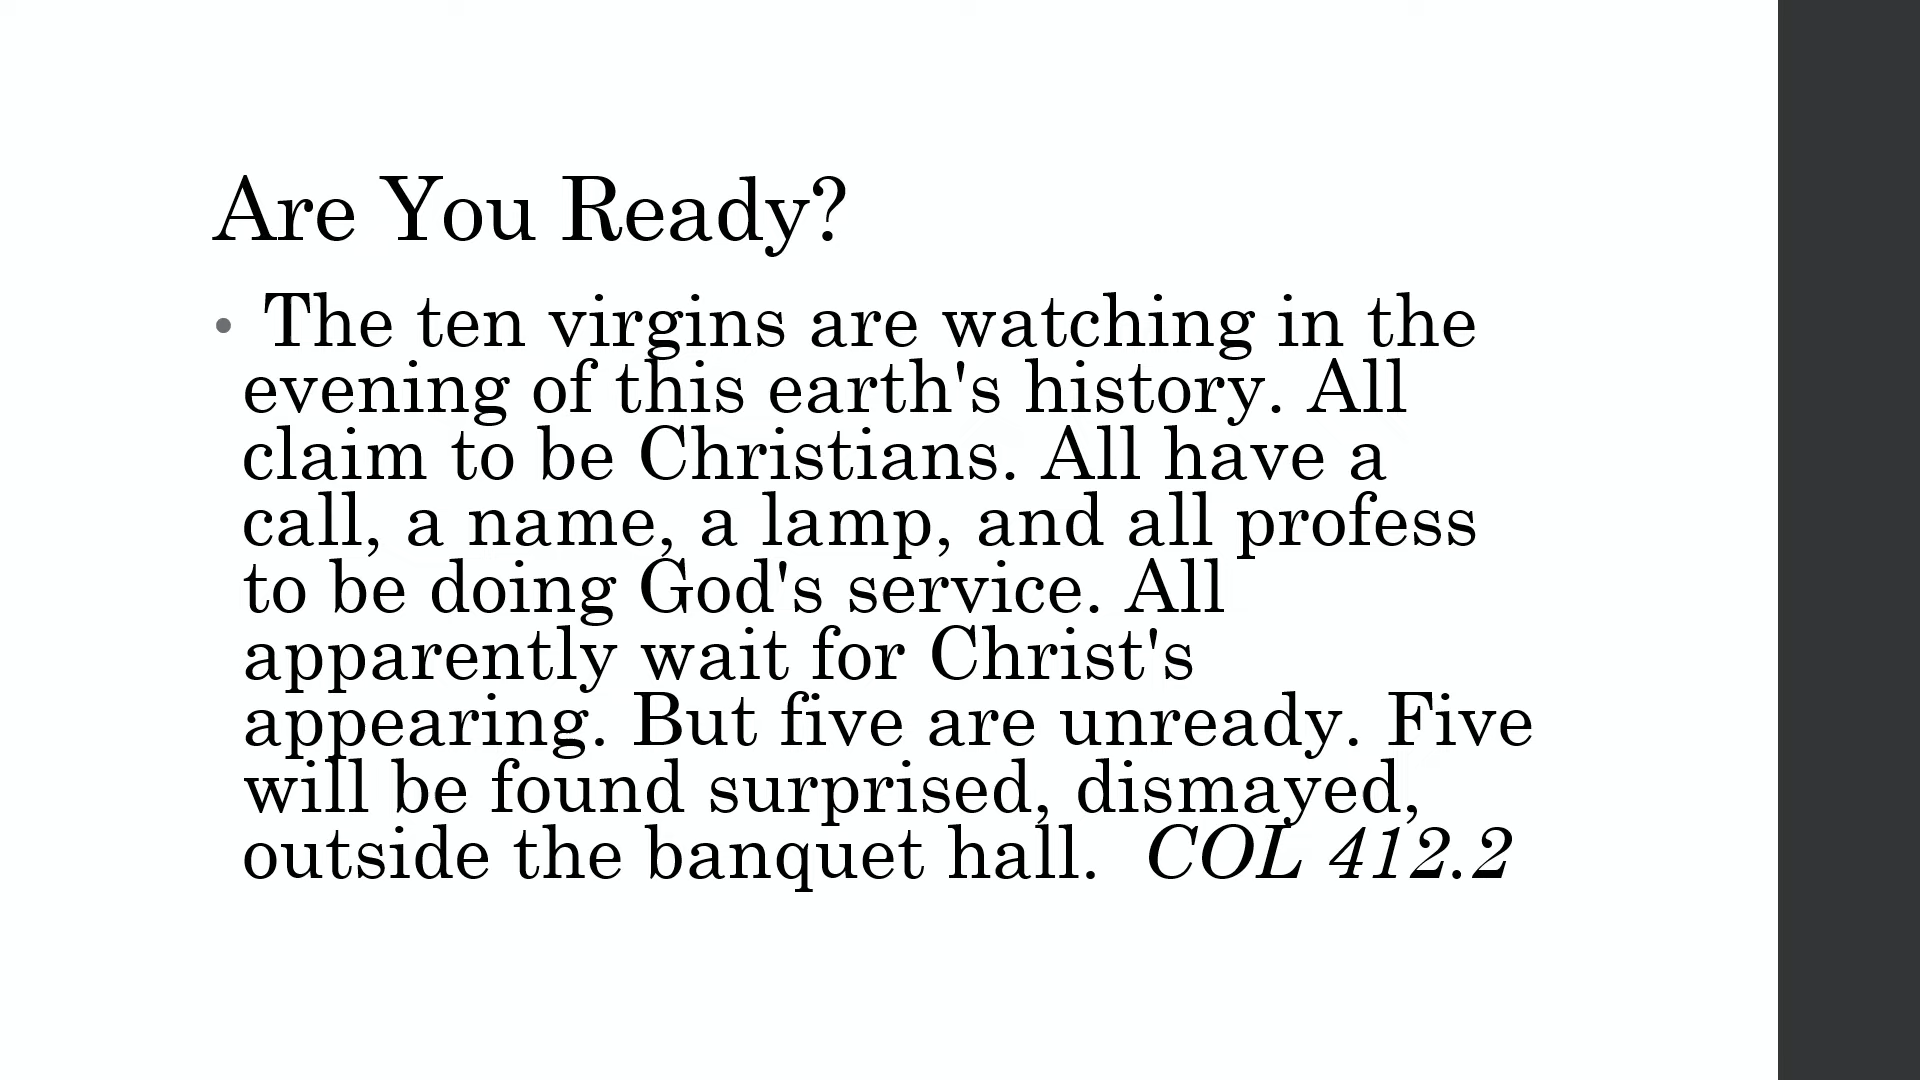 Are You Ready?
• The ten virgins are watching in the
evening of this earth's history. All
claim to be Christians. All have a
call, a name, a lamp, and all profess
to be doing God's service. All
apparently wait for Christ's
appearing. But five are unready. Five
will be found surprised, dismayed,
outside the banquet hall. COL 412.2